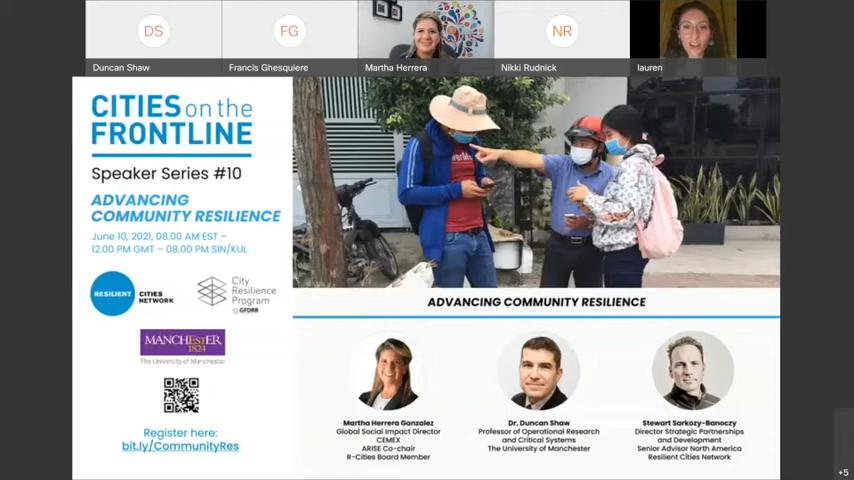 DS
FG
NR
Duncan Shaw
Francis Ghesquiere
Martha Herrera
Nikki Rudnick
lauren
CITIES on the
FRONTLINE
Speaker Series #10
ADVANCING
COMMUNITY RESILIENCE
June 10, 2021, 08.00 AM EST –
12.00 PM GMT – 08.00 PM SIN/KUL
RESILIENT
CITIES
NETWORK
City
Resilience
Program
GFDRR
MANCHESTER
1824
The University of Manchester
Register here:
bit.ly/CommunityRes
ADVANCING COMMUNITY RESILIENCE
Martha Herrera Gonzalez
Global Social Impact Director
CEMEX
ARISE Co-chair
R-Cities Board Member
Dr. Duncan Shaw
Professor of Operational Research
and Critical Systems
The University of Manchester
Stewart Sarkozy-Banoczy
Director Strategic Partnerships
and Development
Senior Advisor North America
Resilient Cities Network
+5